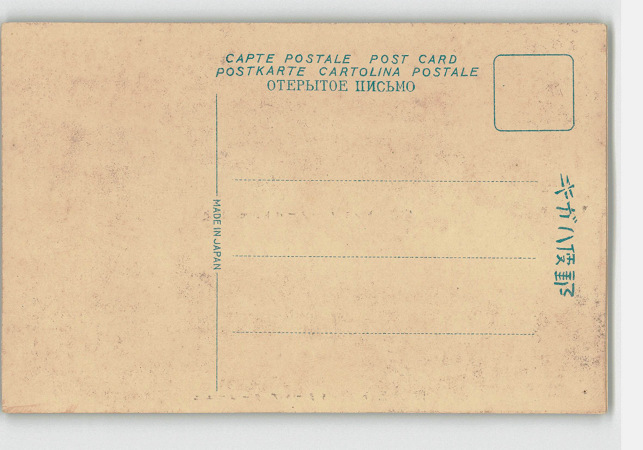 CAPTE POSTALE POST CARD
POSTKARTE CARTOLINA POSTALE
ОТЕРЫТОЕ ПИСЬМО
MADE IN JAPAN
郵便ハガキ